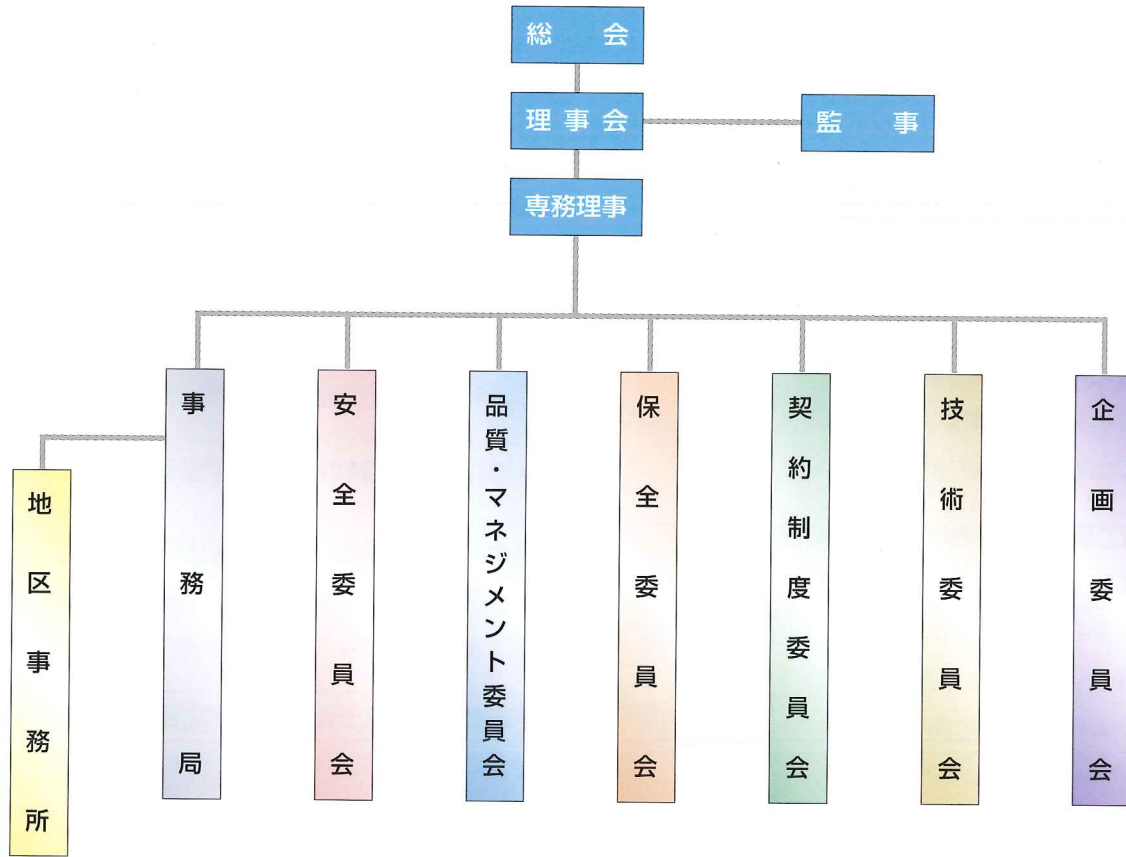 総 会
理 事 会
監 事
専務理事
事務局
安全委員会
品質・マネジメント委員会
保全委員会
契約制度委員会
技術委員会
企画委員会
地区事務所